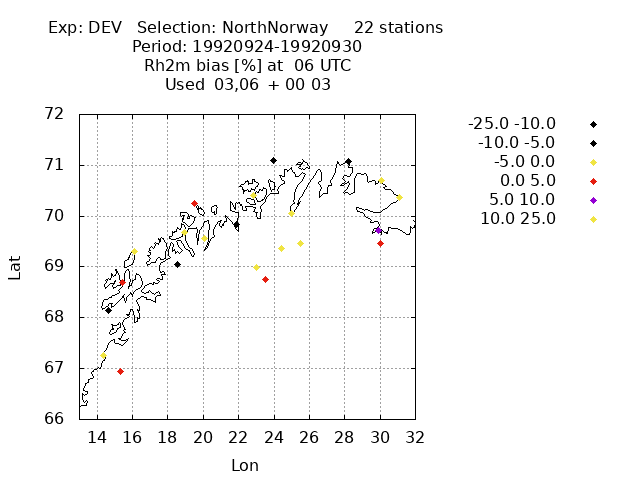 Exp: DEV   Selection: NorthNorway     22 stations
Period: 19920924-19920930
Rh2m bias [%] at  06 UTC
Used  03,06  + 00 03
72
71
70
69
68
67
66
Lat
14 16 18 20 22 24 26 28 30 32
Lon
-25.0 -10.0
-10.0 -5.0
-5.0 0.0
0.0 5.0
5.0 10.0
10.0 25.0